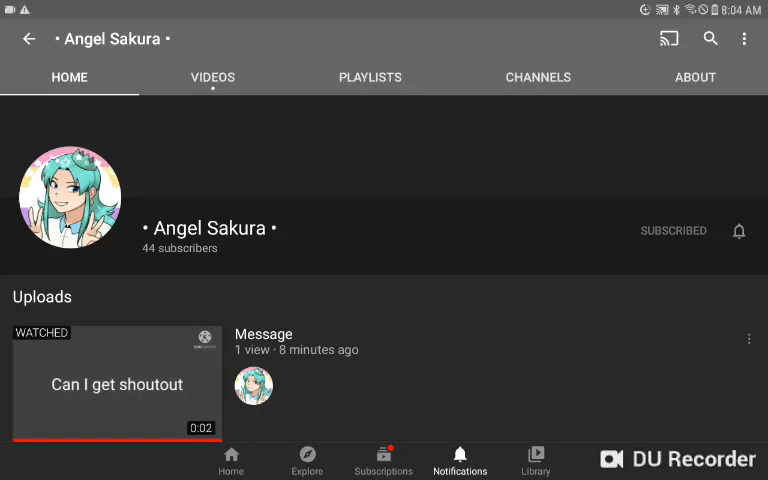 8:04 AM
• Angel Sakura •
HOME
VIDEOS
PLAYLISTS
CHANNELS
ABOUT
• Angel Sakura •
44 subscribers
SUBSCRIBED
Uploads
WATCHED
Can I get shoutout
0:02
Message
1 view · 8 minutes ago
Home
Explore
Subscriptions
Notifications
Library
DU Recorder